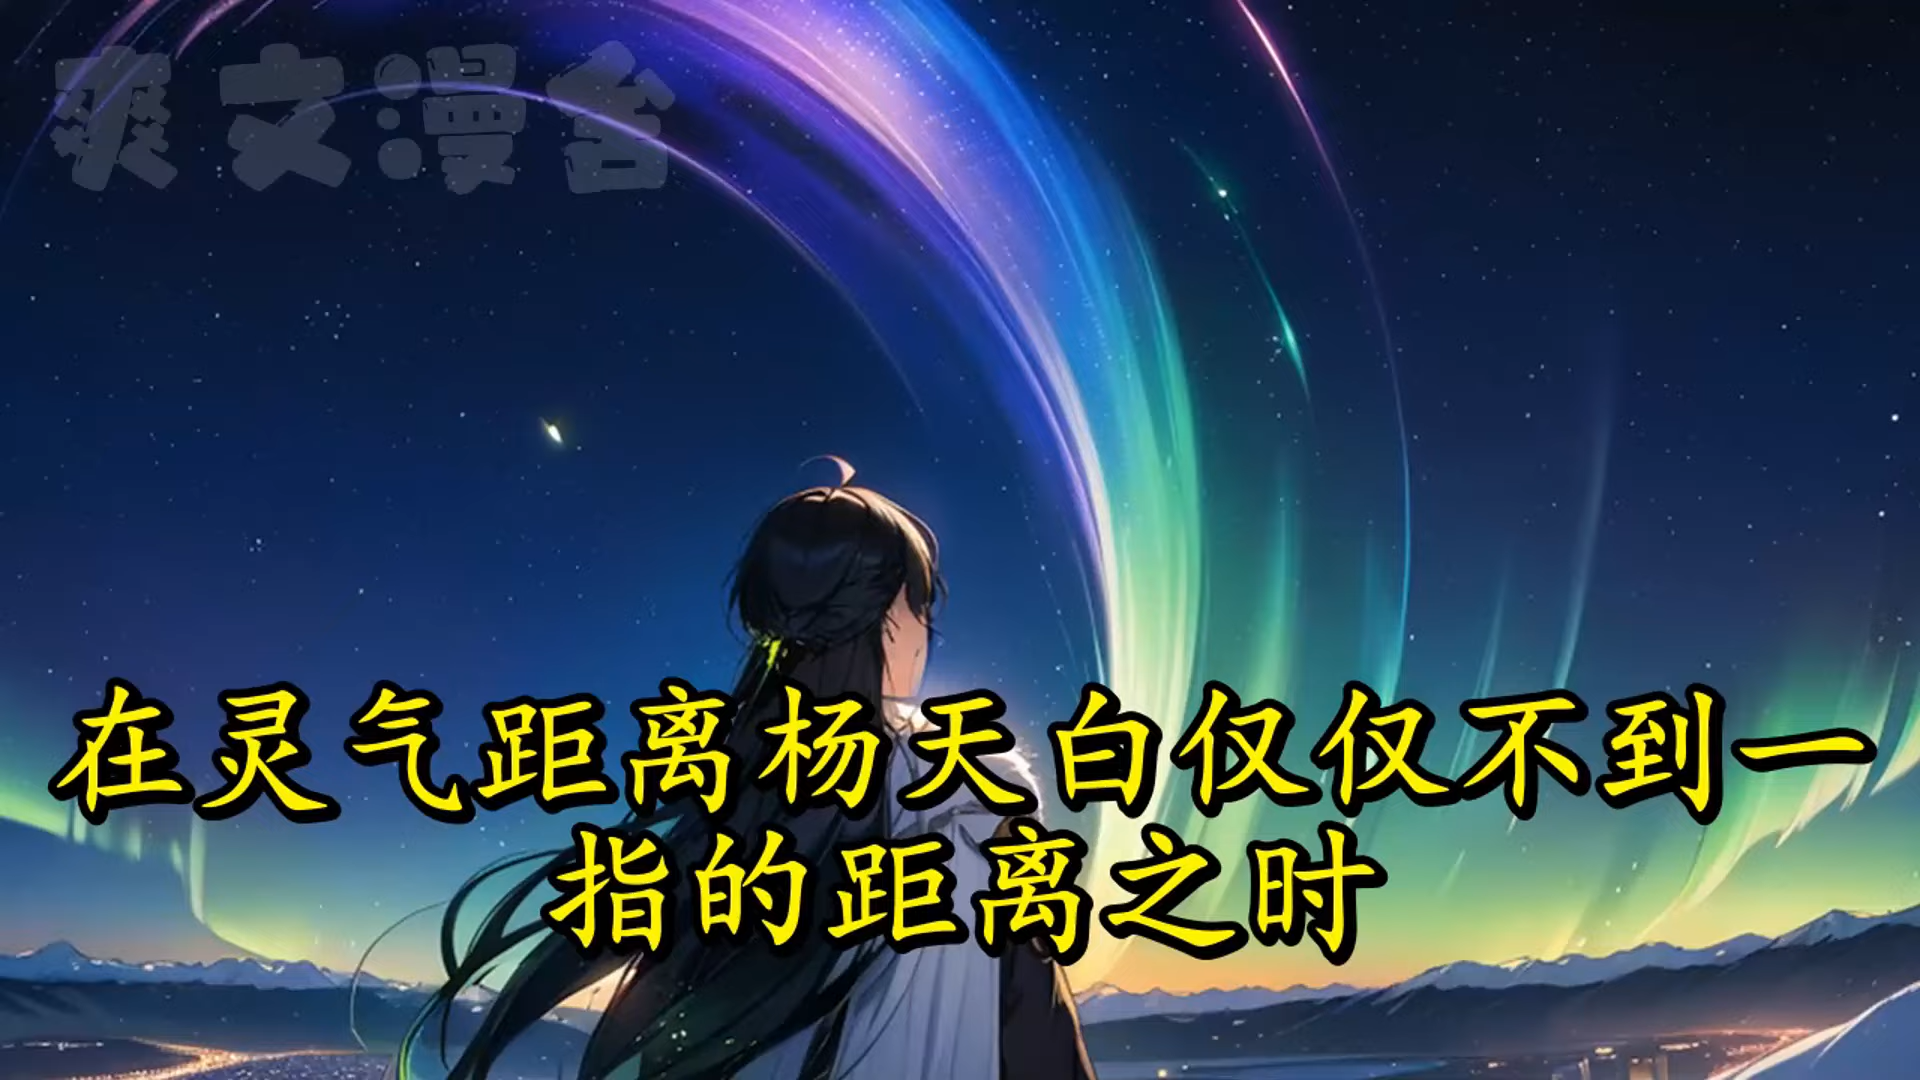 爽文漫台
在灵气距离杨天白仅仅不到一
指的距离之时